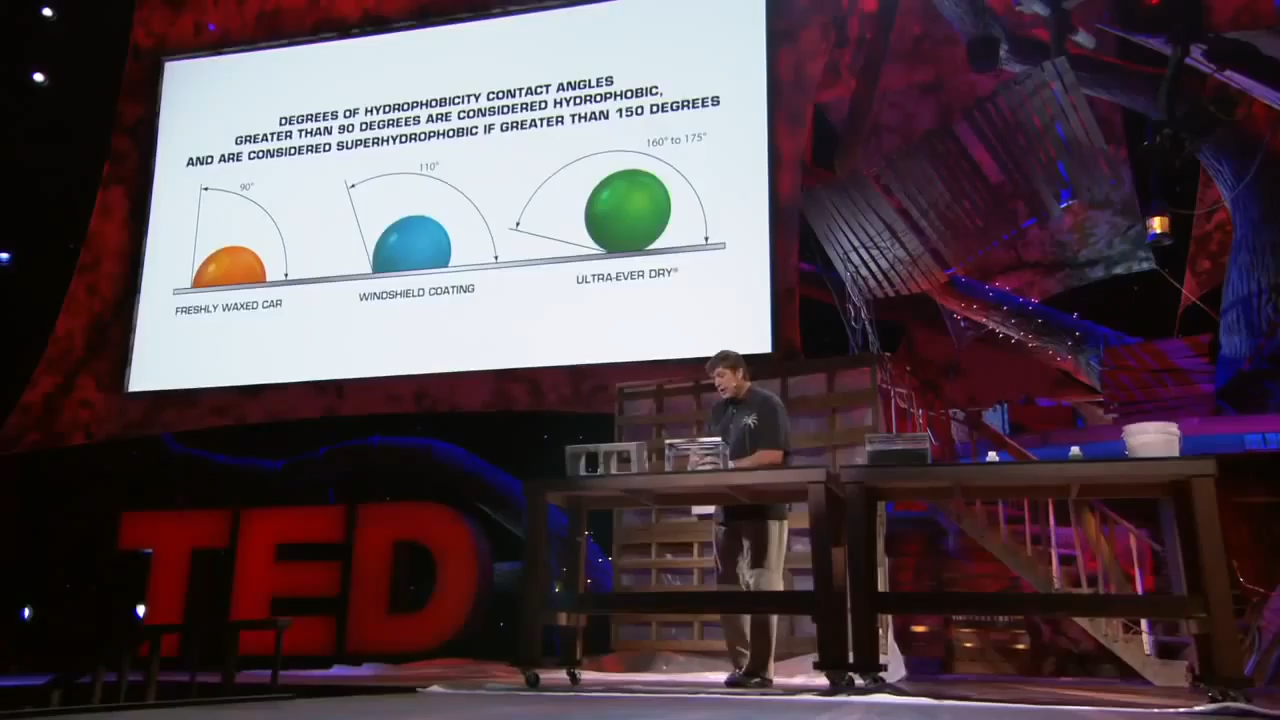 DEGREES OF HYDROPHOBICITY CONTACT ANGLES
GREATER THAN 90 DEGREES ARE CONSIDERED HYDROPHOBIC,
AND ARE CONSIDERED SUPERHYDROPHOBIC IF GREATER THAN 150 DEGREES
90°
110°
160° to 175°
FRESHLY WAXED CAR
WINDSHIELD COATING
ULTRA-EVER DRY®
TED